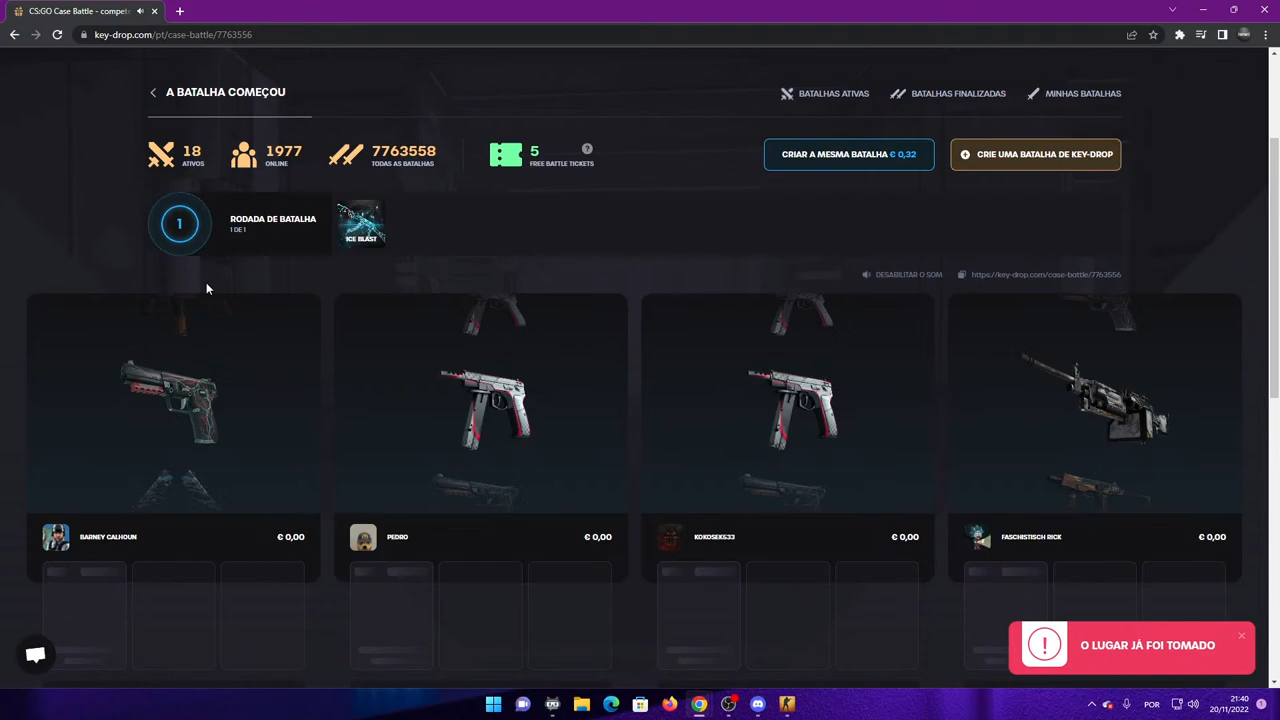 CS:GO Case Battle - compete
key-drop.com/pt/case-battle/7763556
A BATALHA COMEÇOU
BATALHAS ATIVAS
BATALHAS FINALIZADAS
MINHAS BATALHAS
18
ATIVOS
1977
ONLINE
7763558
TODAS AS BATALHAS
5
FREE BATTLE TICKETS
?
CRIAR A MESMA BATALHA € 0,32
CRIE UMA BATALHA DE KEY-DROP
1
RODADA DE BATALHA
1 DE 1
ICE BLAST
DESABILITAR O SOM
https://key-drop.com/case-battle/7763556
BARNEY CALHOUN
€ 0,00
PEDRO
€ 0,00
KOKOSEK533
€ 0,00
FASCHISTISCH RICK
€ 0,00
O LUGAR JÁ FOI TOMADO
POR
21:40
20/11/2022
1